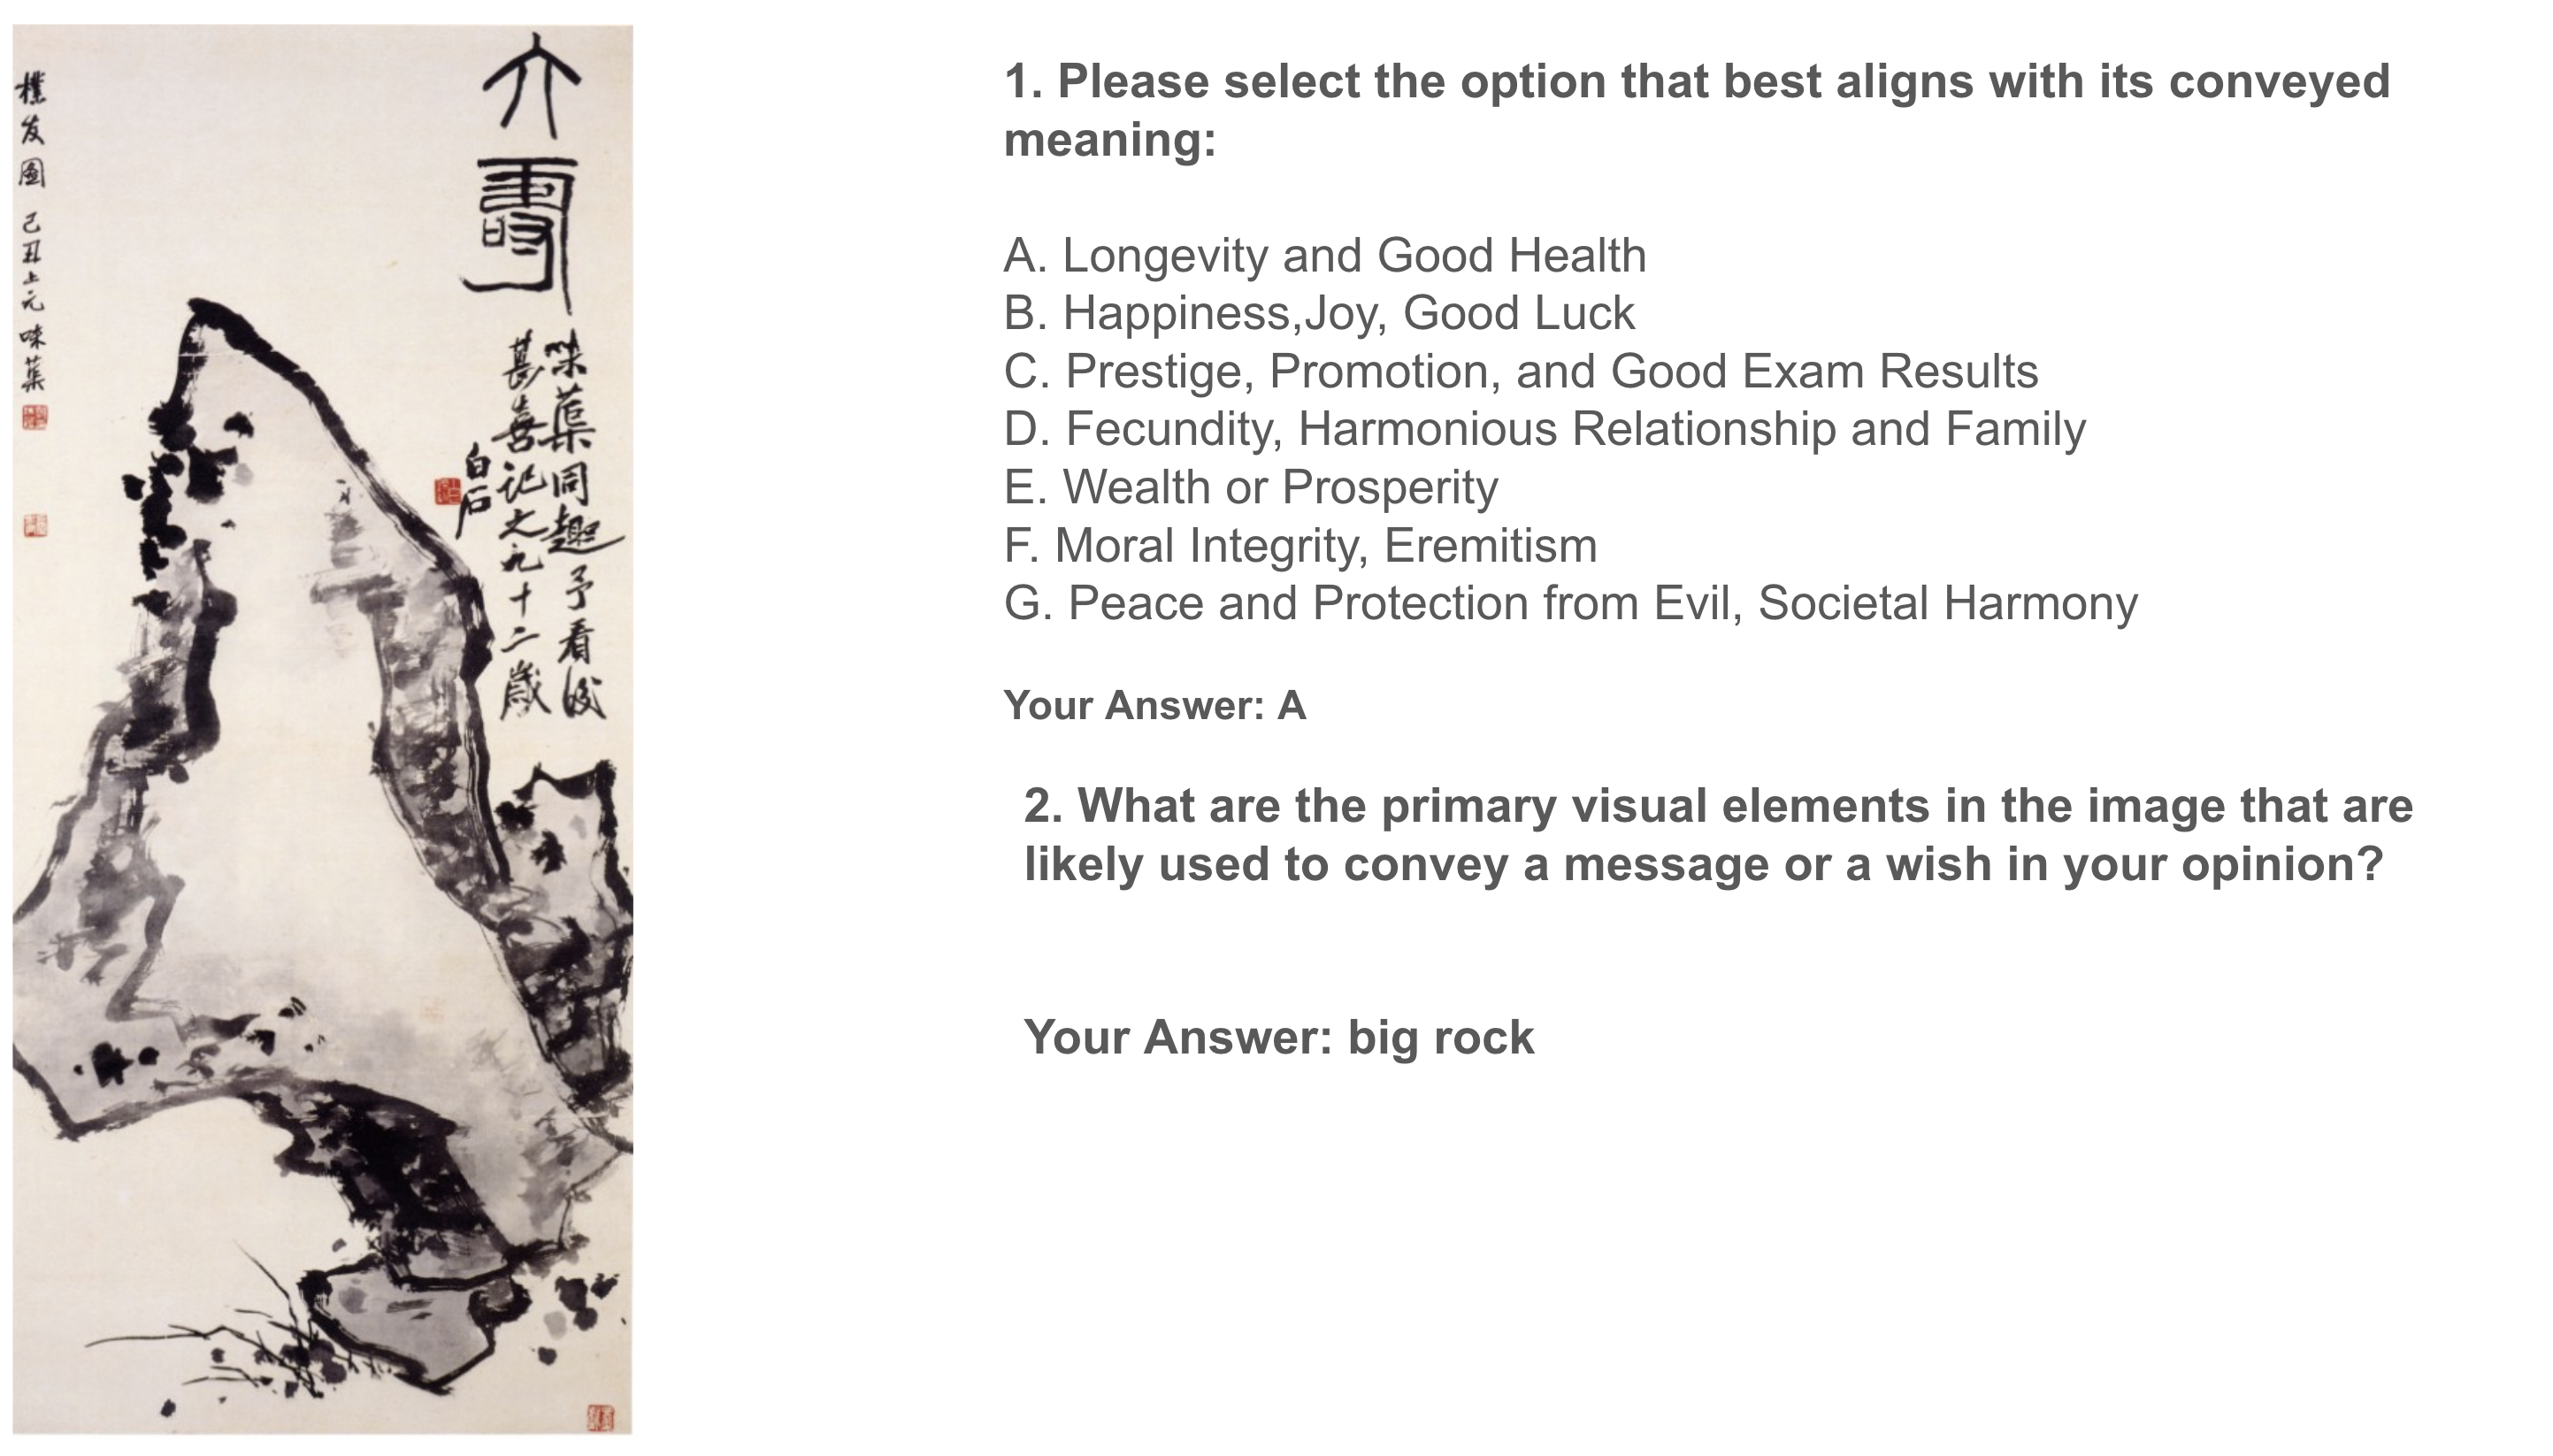 大壽
味蕖同趣予看後
甚喜記之九十二歲
白石
樸友圖 己丑上元 味蕖
1. Please select the option that best aligns with its conveyed
meaning:
A. Longevity and Good Health
B. Happiness,Joy, Good Luck
C. Prestige, Promotion, and Good Exam Results
D. Fecundity, Harmonious Relationship and Family
E. Wealth or Prosperity
F. Moral Integrity, Eremitism
G. Peace and Protection from Evil, Societal Harmony
Your Answer: A
2. What are the primary visual elements in the image that are
likely used to convey a message or a wish in your opinion?
Your Answer: big rock